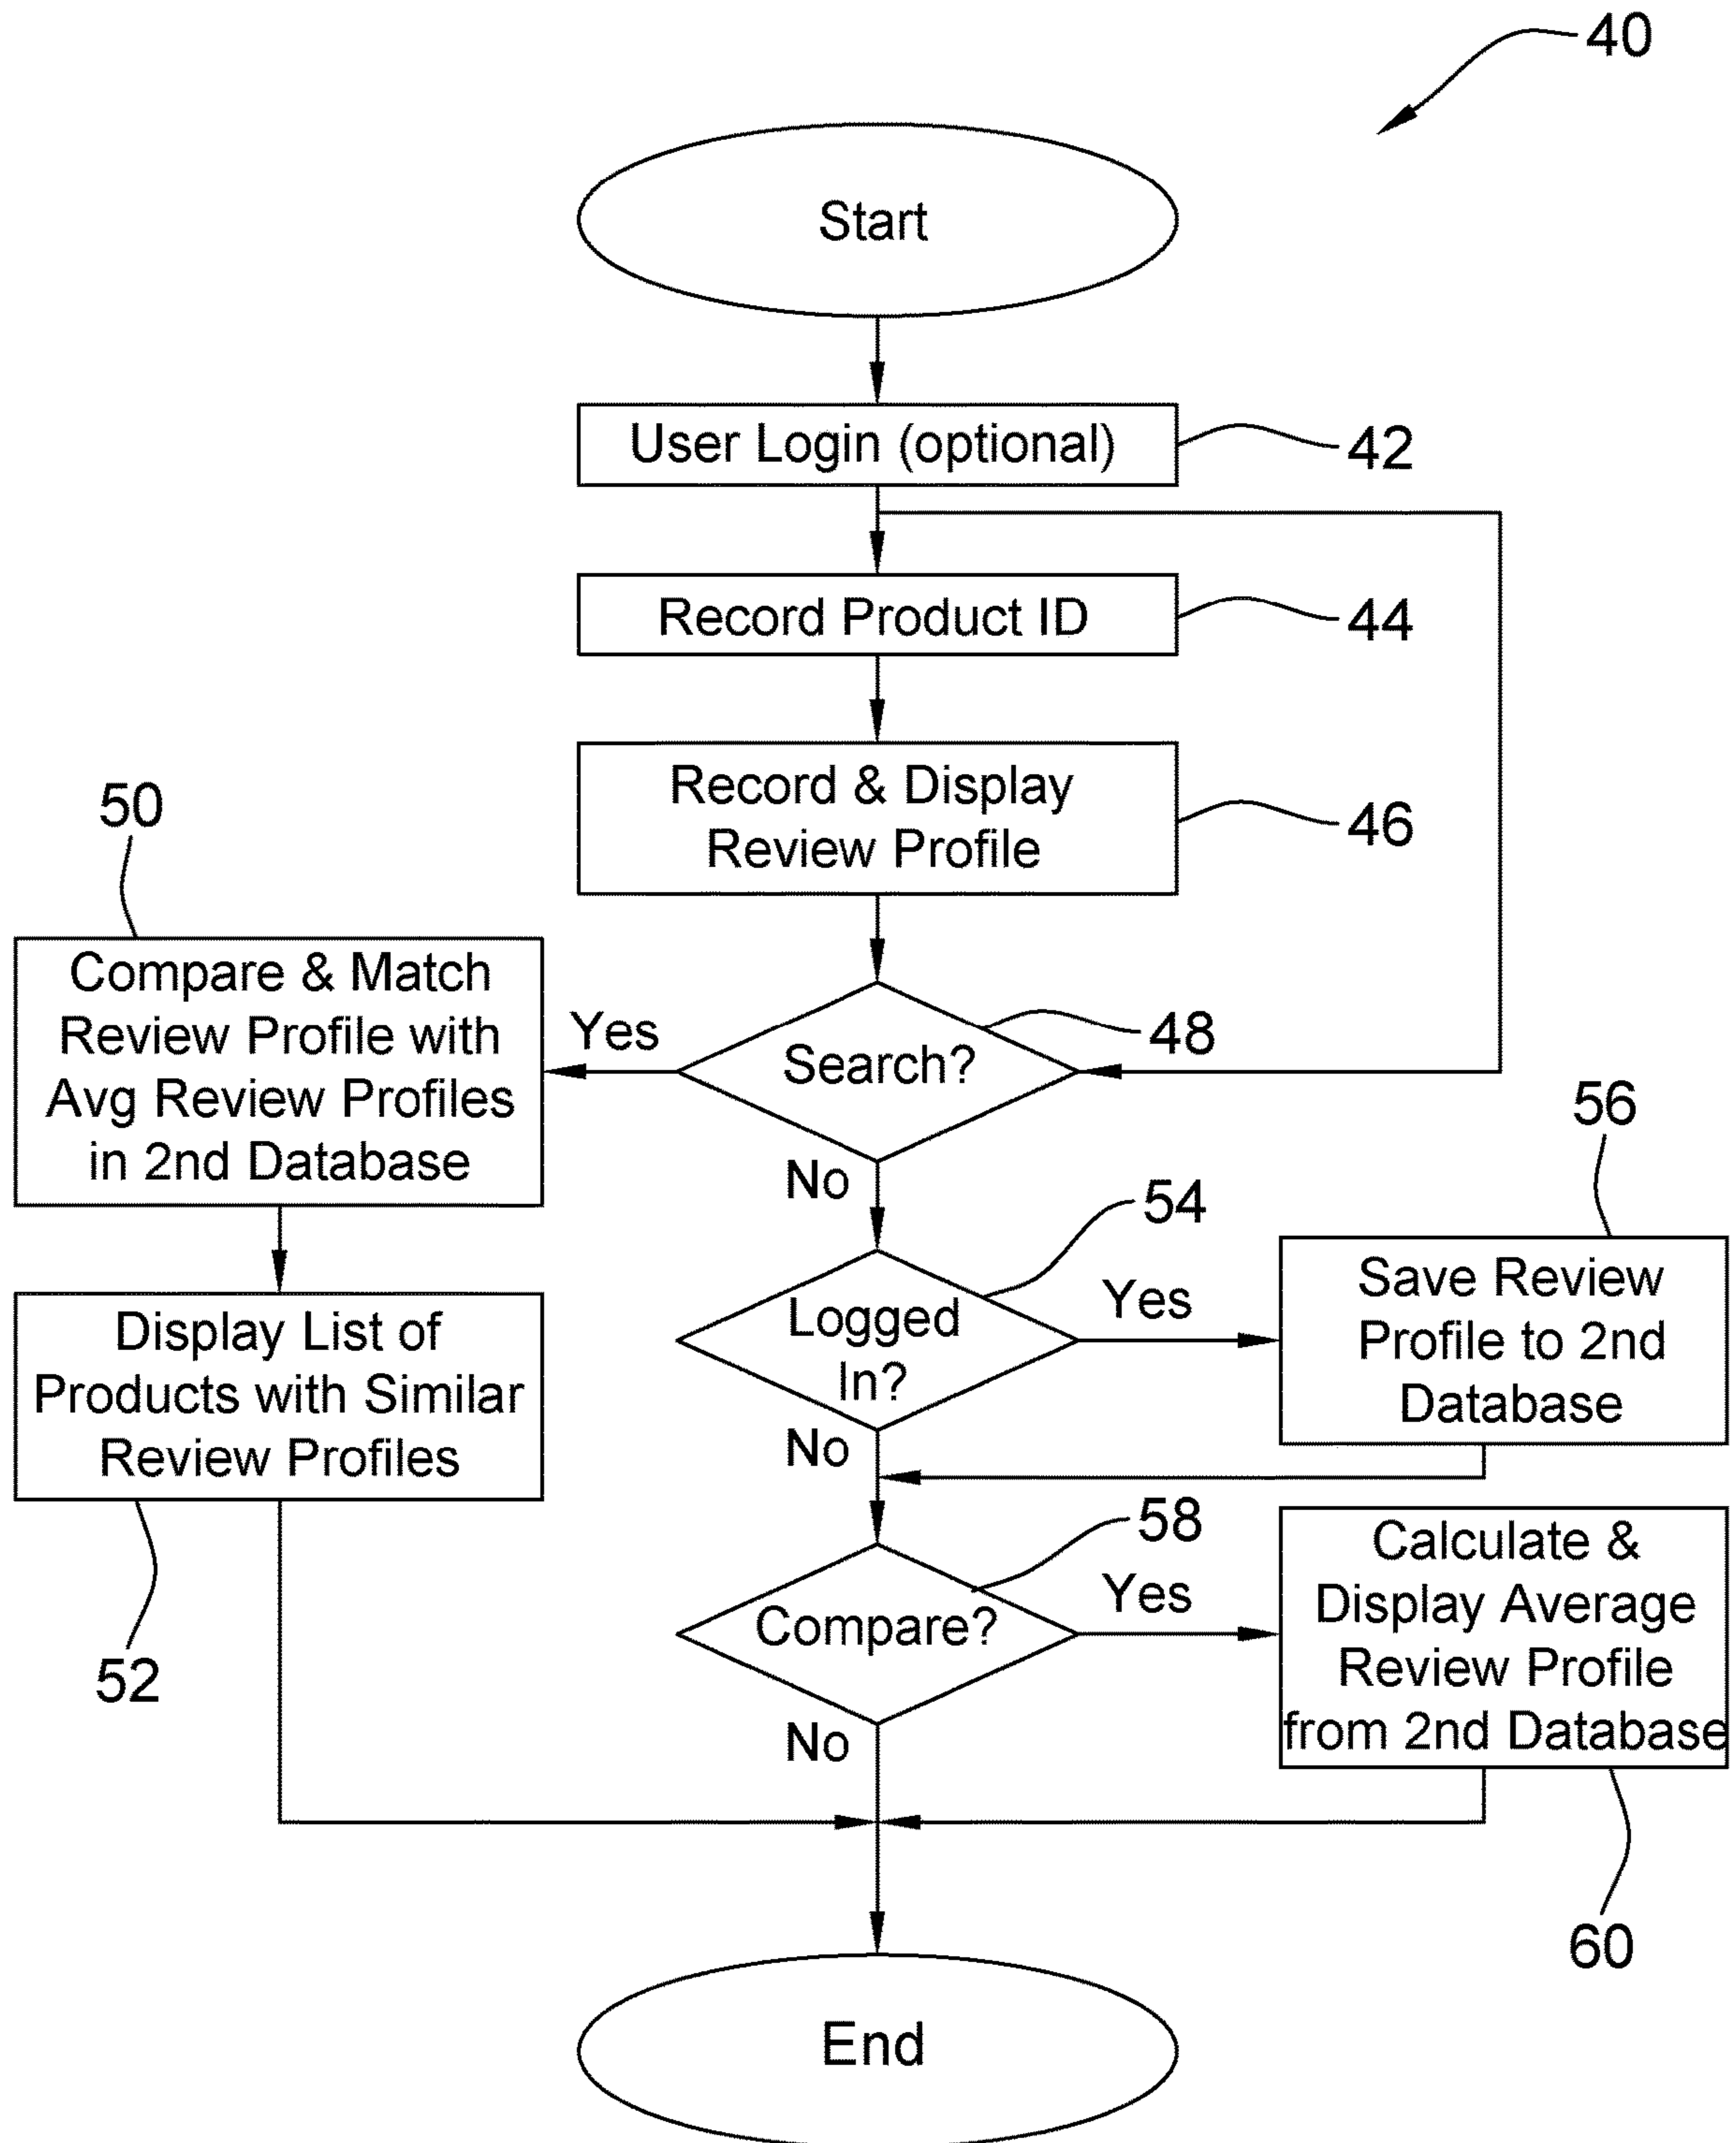 40
Start
User Login (optional)
42
Record Product ID
44
Record & Display
Review Profile
46
50
Compare & Match
Review Profile with
Avg Review Profiles
in 2nd Database
Yes
Search?
48
No
56
54
Logged
In?
Yes
Save Review
Profile to 2nd
Database
Display List of
Products with Similar
Review Profiles
52
No
58
Compare?
Yes
Calculate &
Display Average
Review Profile
from 2nd Database
No
60
End